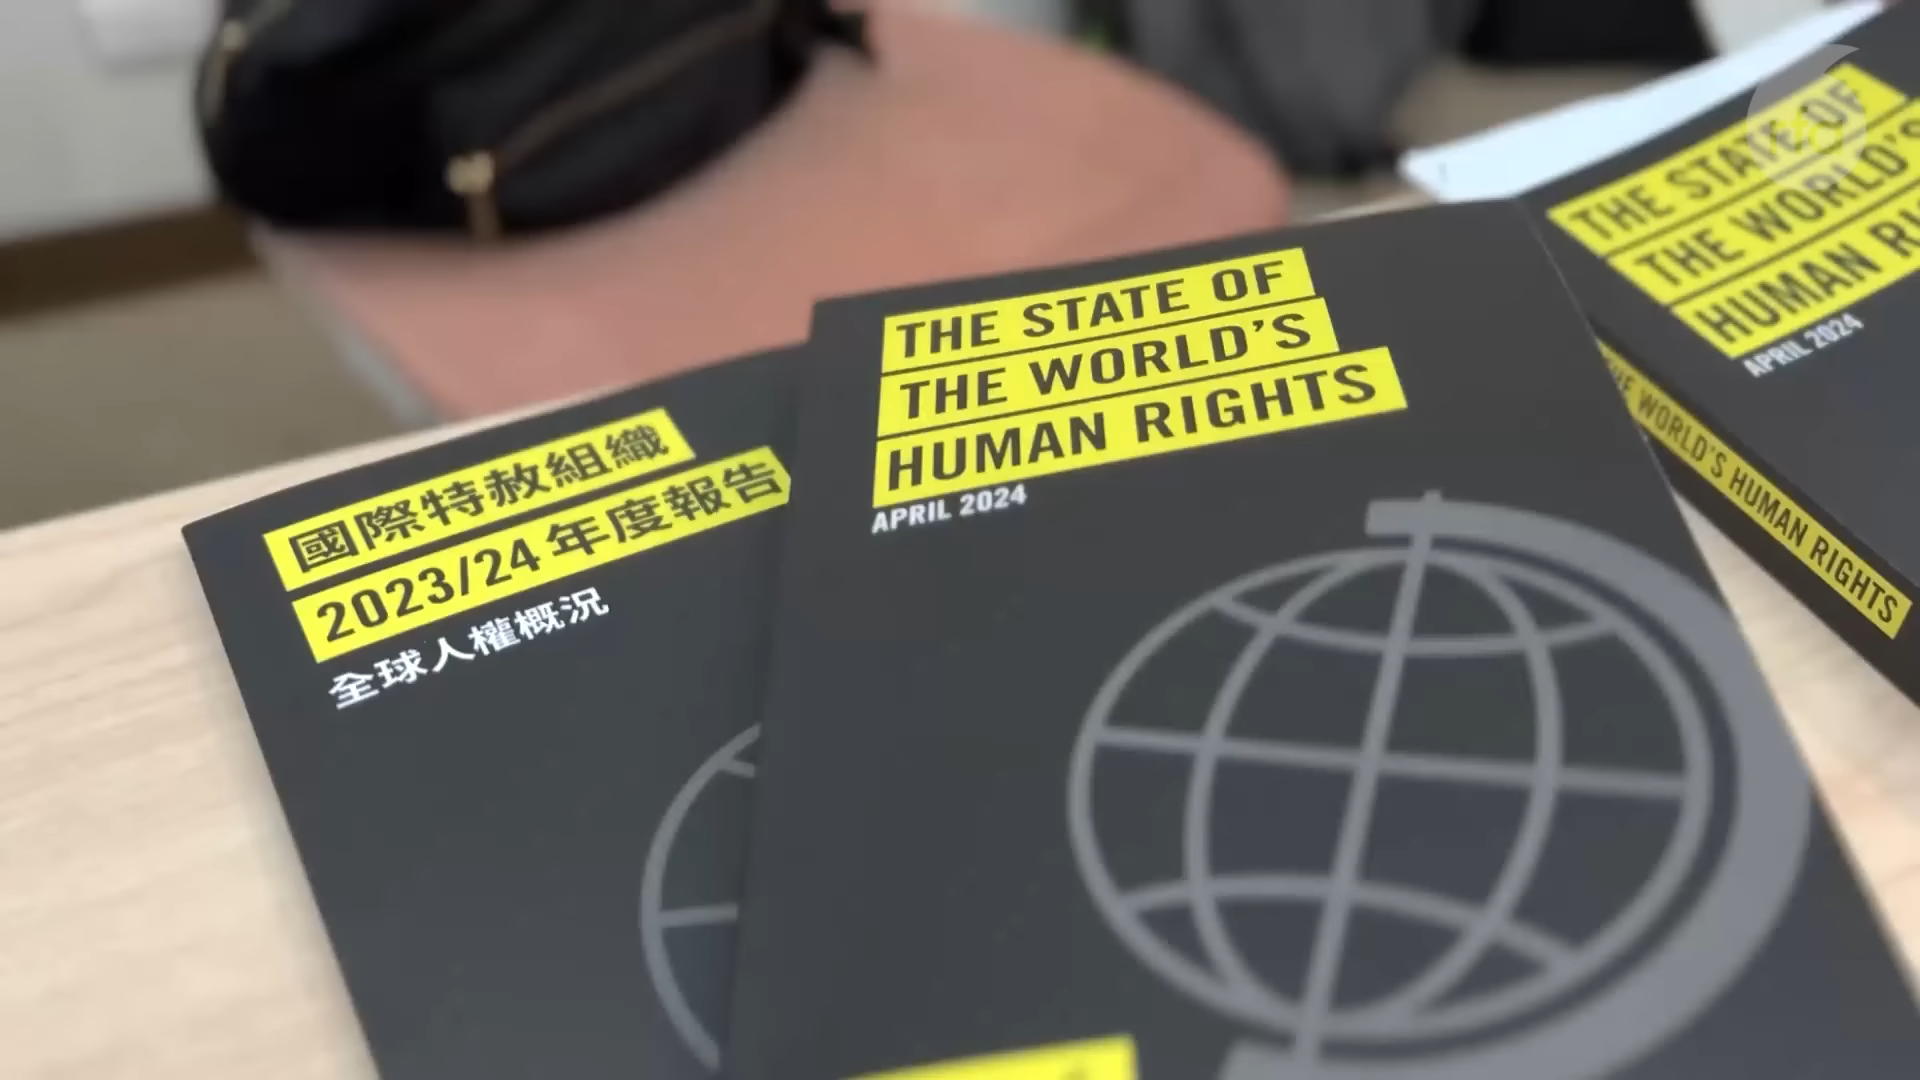 國際特赦組織
2023/24 年度報告
全球人權概況
THE STATE OF
THE WORLD'S
HUMAN RIGHTS
APRIL 2024
THE STATE OF
THE WORLD'S
HUMAN
APRIL 2024
WORLD'S HUMAN RIGHTS